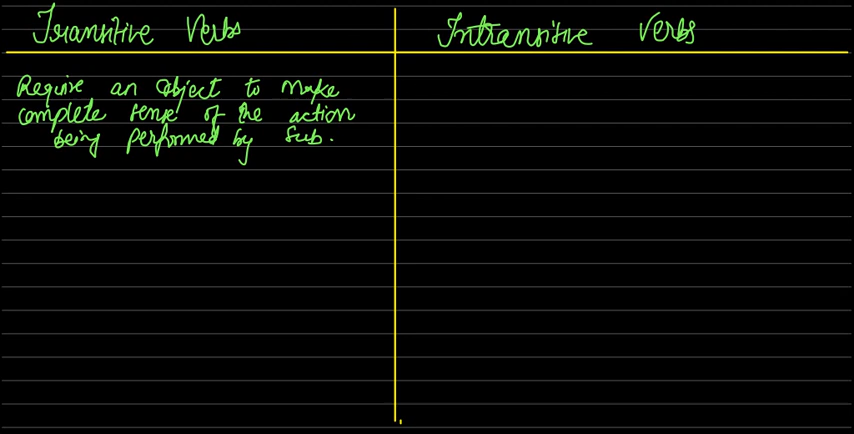 Transitive Verbs
Intransitive Verbs
Require an object to make
complete sense of the action
being performed by Sub.